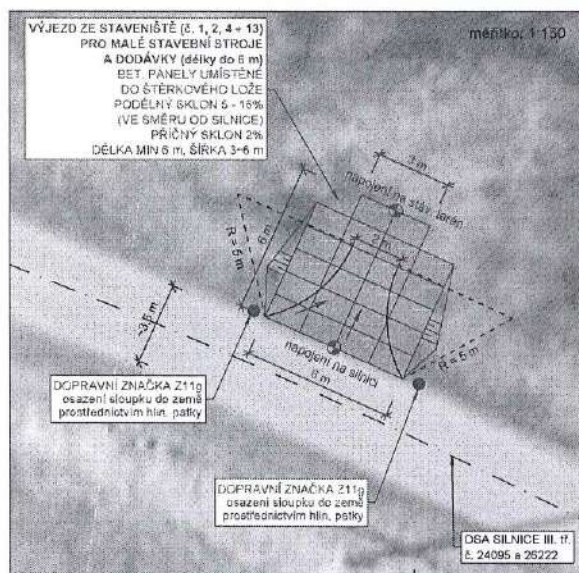 VÝJEZD ZE STAVENIŠTĚ (č. 1, 2, 4 ÷ 13)
PRO MALÉ STAVEBNÍ STROJE
A DODÁVKY (délky do 6 m)
BET. PANELY UMÍSTĚNÉ
DO ŠTĚRKOVÉHO LOŽE
PODÉLNÝ SKLON 5 - 15%
(VE SMĚRU OD SILNICE)
PŘÍČNÝ SKLON 2%
DÉLKA MIN 6 m, ŠÍŘKA 3÷6 m
měřítko: 1:150
3 m
napojení na stáv. terén
6 m
R = 5m
2 m
~3,5 m
napojení na silnici
6 m
R = 5m
DOPRAVNÍ ZNAČKA Z11g
osazení sloupku do země
prostřednictvím hlin. patky
DOPRAVNÍ ZNAČKA Z11g
osazení sloupku do země
prostřednictvím hlin. patky
OSA SILNICE III. tř.
č. 24095 a 26222